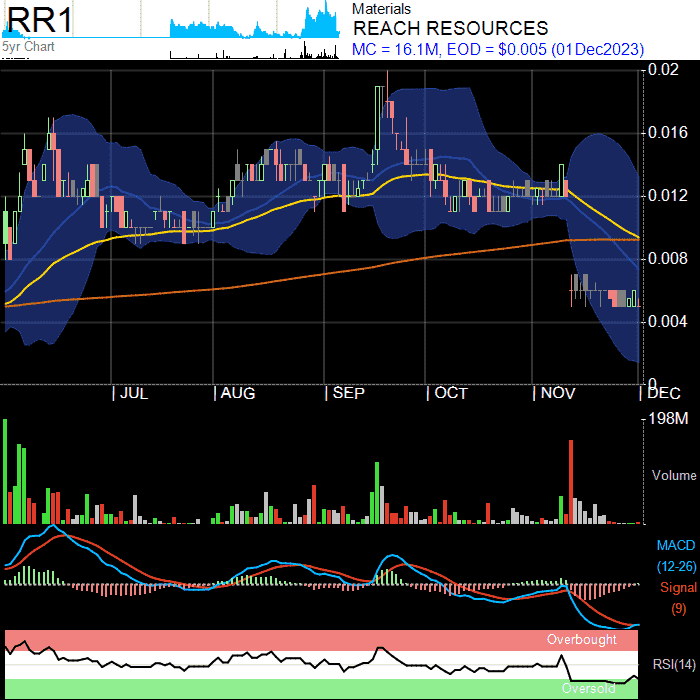 RR1
5yr Chart
Materials
REACH RESOURCES
MC = 16.1M, EOD = $0.005 (01Dec2023)
0.02
0.016
0.012
0.008
0.004
0
JUL AUG SEP OCT NOV DEC
198M
Volume
MACD
(12-26)
Signal
(9)
Overbought
RSI(14)
Oversold